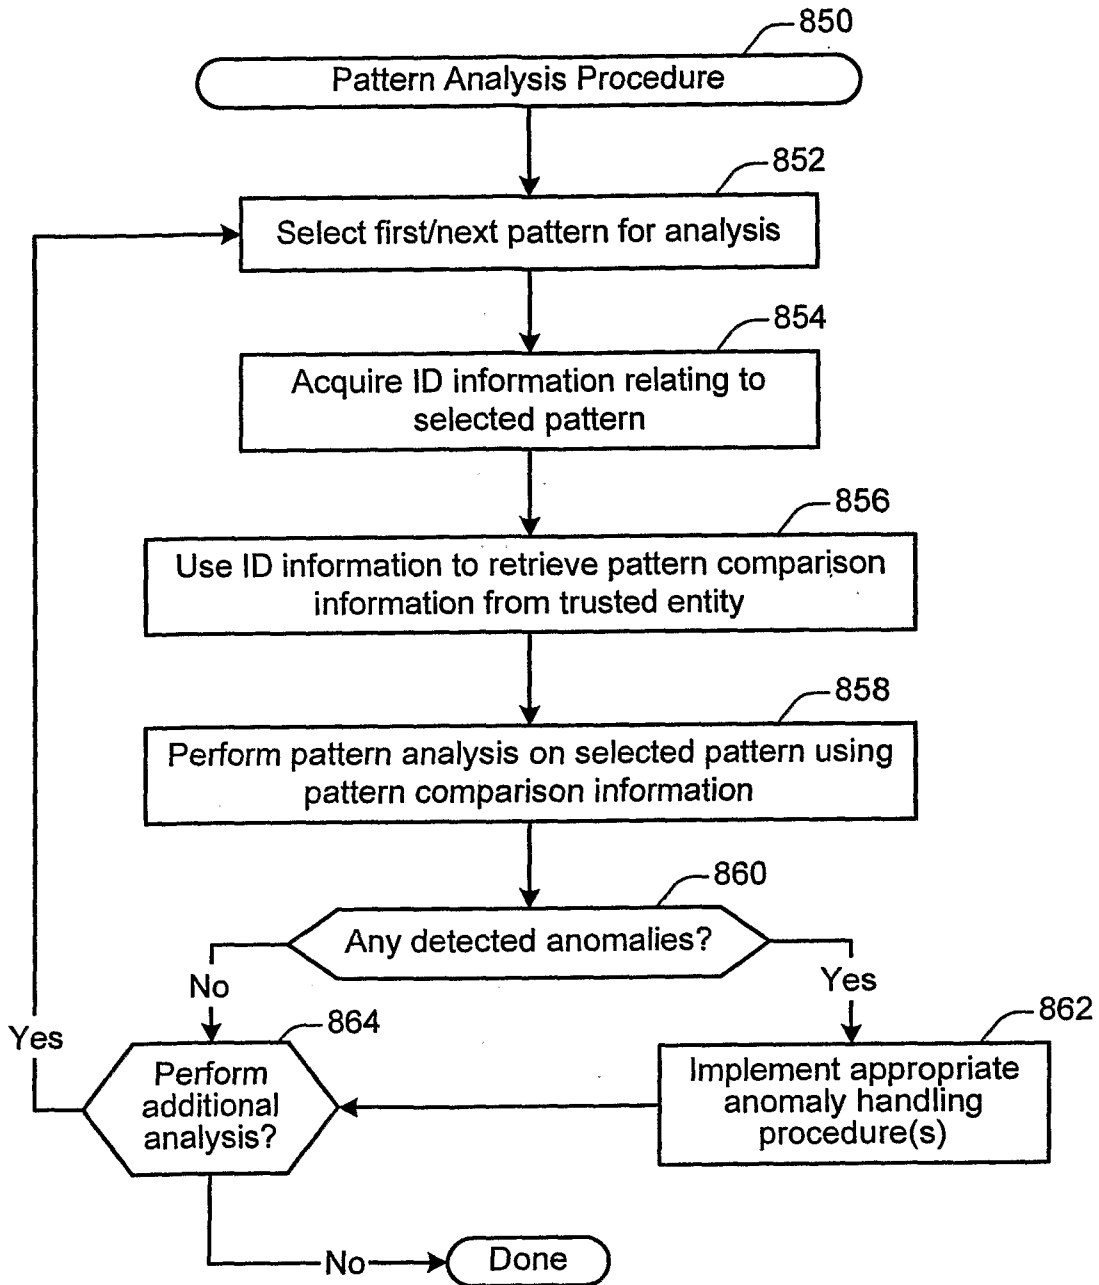 850
Pattern Analysis Procedure
852
Select first/next pattern for analysis
854
Acquire ID information relating to
selected pattern
856
Use ID information to retrieve pattern comparison
information from trusted entity
858
Perform pattern analysis on selected pattern using
pattern comparison information
860
Any detected anomalies?
No
Yes
Yes
864
862
Perform
additional
analysis?
Implement appropriate
anomaly handling
procedure(s)
No
Done